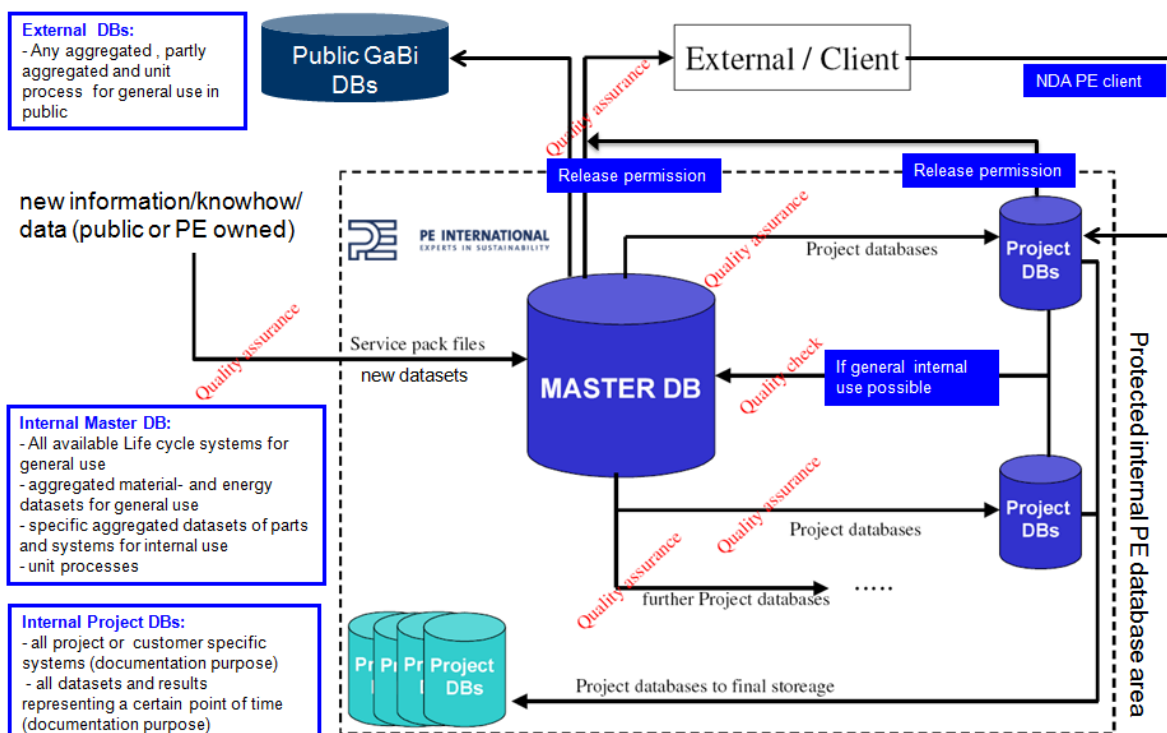 External DBs:
- Any aggregated , partly
aggregated and unit
process for general use in
public
Public GaBi
DBs
External / Client
NDA PE client
Quality assurance
Release permission
Release permission
new information/knowhow/
data (public or PE owned)
PE INTERNATIONAL
EXPERTS IN SUSTAINABILITY
Quality assurance
Project databases
Project
DBs
Quality assurance
Service pack files
new datasets
MASTER DB
Quality check
If general internal
use possible
Protected internal PE database area
Internal Master DB:
- All available Life cycle systems for
general use
- aggregated material- and energy
datasets for general use
- specific aggregated datasets of parts
and systems for internal use
- unit processes
Quality assurance
Project databases
Project
DBs
Quality assurance
further Project databases
.....
Internal Project DBs:
- all project or customer specific
systems (documentation purpose)
- all datasets and results
representing a certain point of time
(documentation purpose)
Project
DBs
Project databases to final storeage